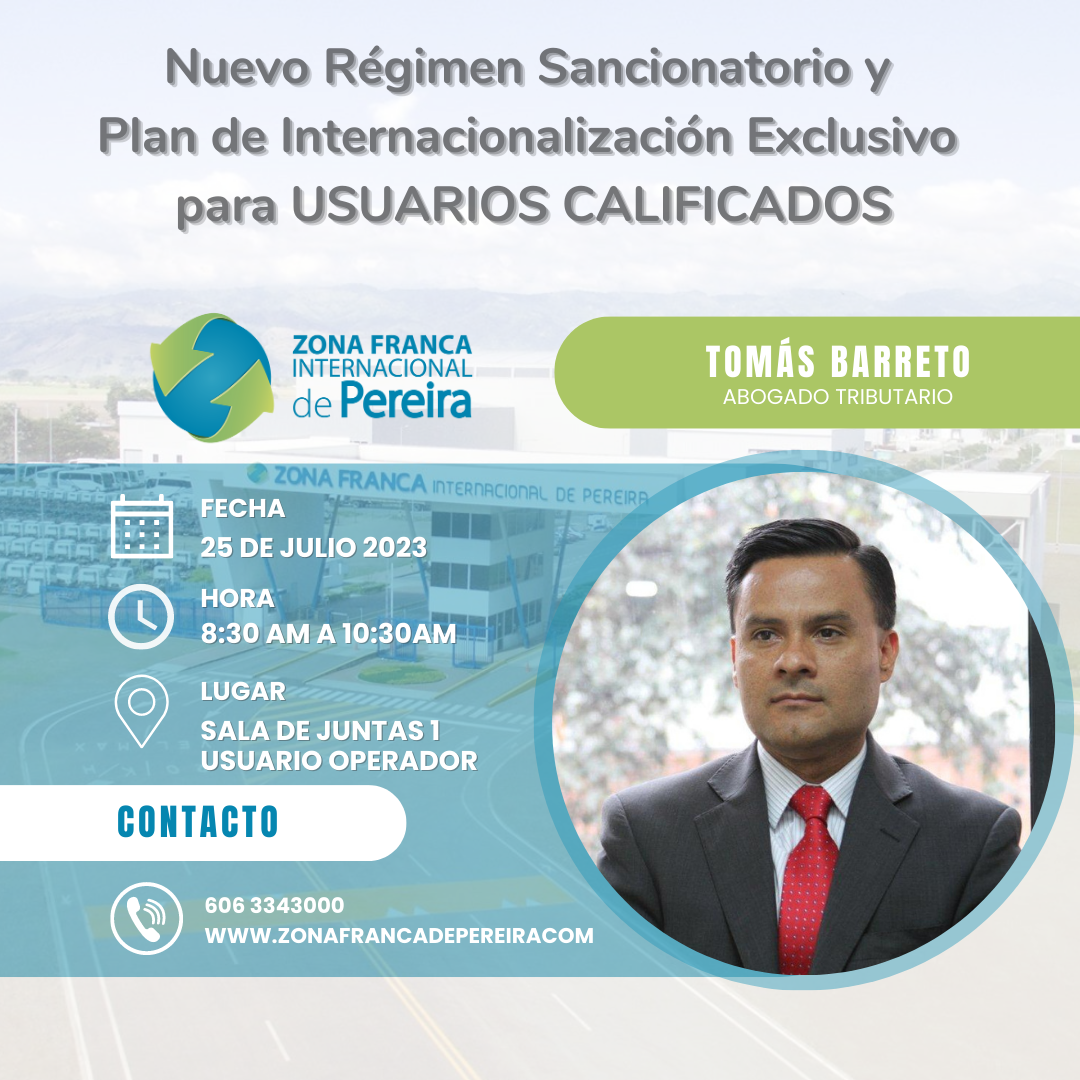 Nuevo Régimen Sancionatorio y
Plan de Internacionalización Exclusivo
para USUARIOS CALIFICADOS
ZONA FRANCA
INTERNACIONAL
de Pereira
TOMÁS BARRETO
ABOGADO TRIBUTARIO
ZONA FRANCA INTERNACIONAL DE PEREIRA
FECHA
25 DE JULIO 2023
HORA
8:30 AM A 10:30AM
LUGAR
SALA DE JUNTAS 1
USUARIO OPERADOR
CONTACTO
606 3343000
WWW.ZONAFRANCADEPEREIRACOM